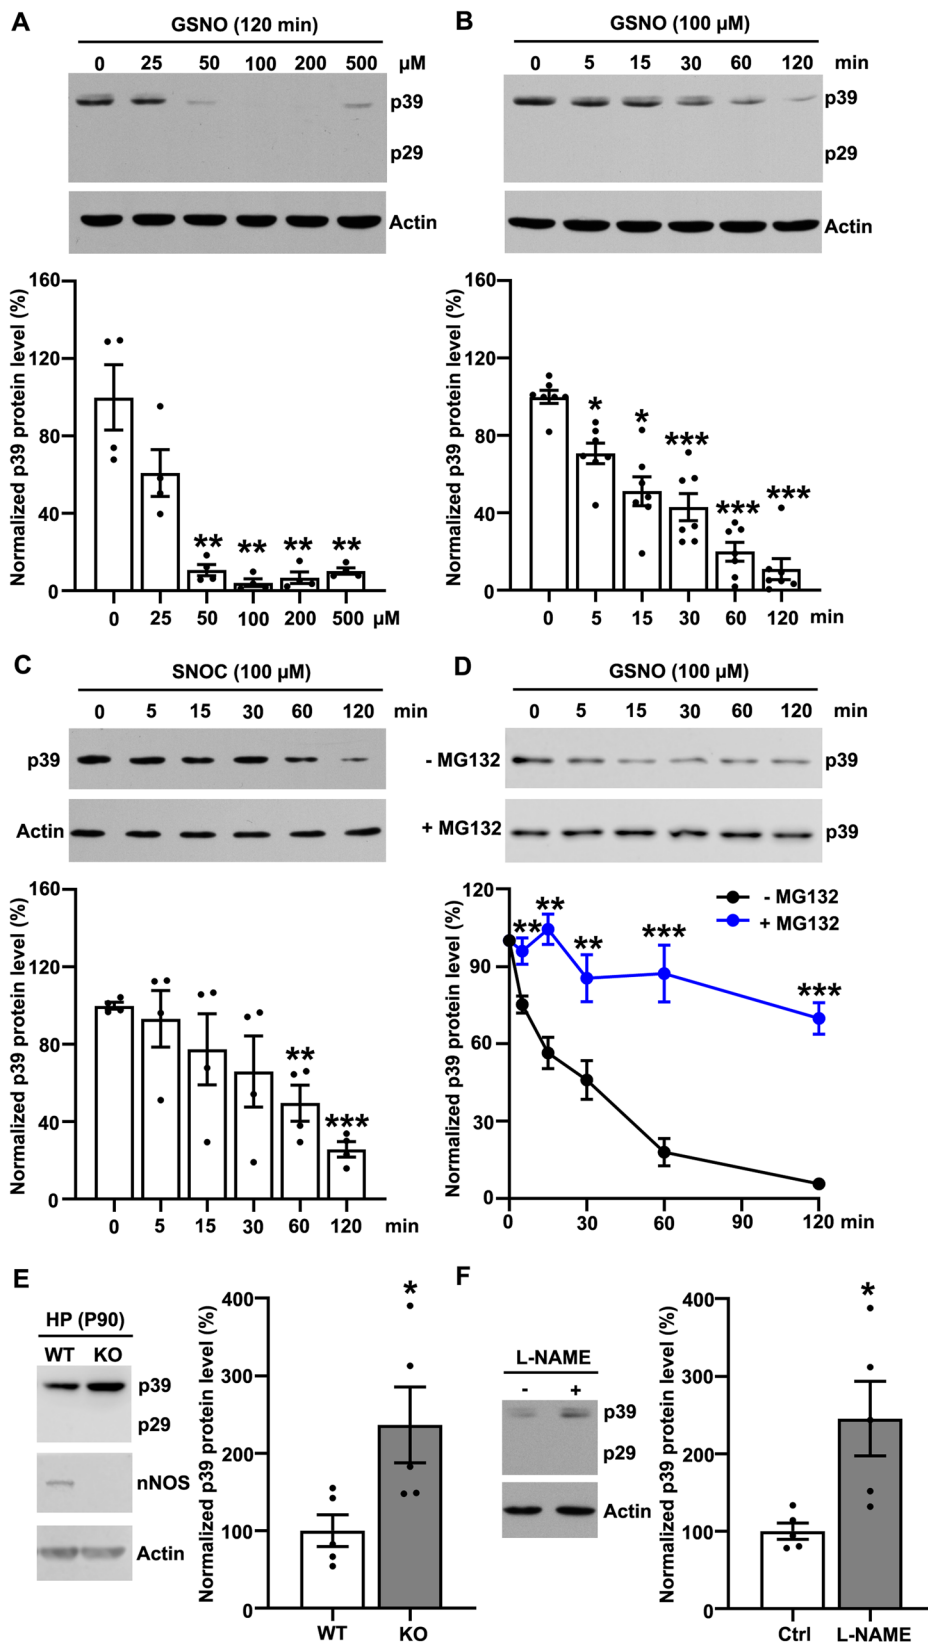 A
GSNO (120 min)
0 25 50 100 200 500 µM
p39
p29
Actin
Normalized p39 protein level (%)
160
120
80
40
0
** ** ** **
0 25 50 100 200 500 µM
B
GSNO (100 µM)
0 5 15 30 60 120 min
p39
p29
Actin
Normalized p39 protein level (%)
160
120
80
40
0
* * *** *** ***
0 5 15 30 60 120 min
C
SNOC (100 µM)
0 5 15 30 60 120 min
p39
Actin
Normalized p39 protein level (%)
160
120
80
40
0
** ***
0 5 15 30 60 120 min
D
GSNO (100 µM)
0 5 15 30 60 120 min
- MG132 p39
+ MG132 p39
Normalized p39 protein level (%)
120
90
60
30
0
- MG132
+ MG132
** ** ** *** ***
0 30 60 90 120 min
E
HP (P90)
WT KO
p39
p29
nNOS
Actin
Normalized p39 protein level (%)
400
300
200
100
0
*
WT KO
F
L-NAME
- +
p39
p29
Actin
Normalized p39 protein level (%)
400
300
200
100
0
*
Ctrl L-NAME